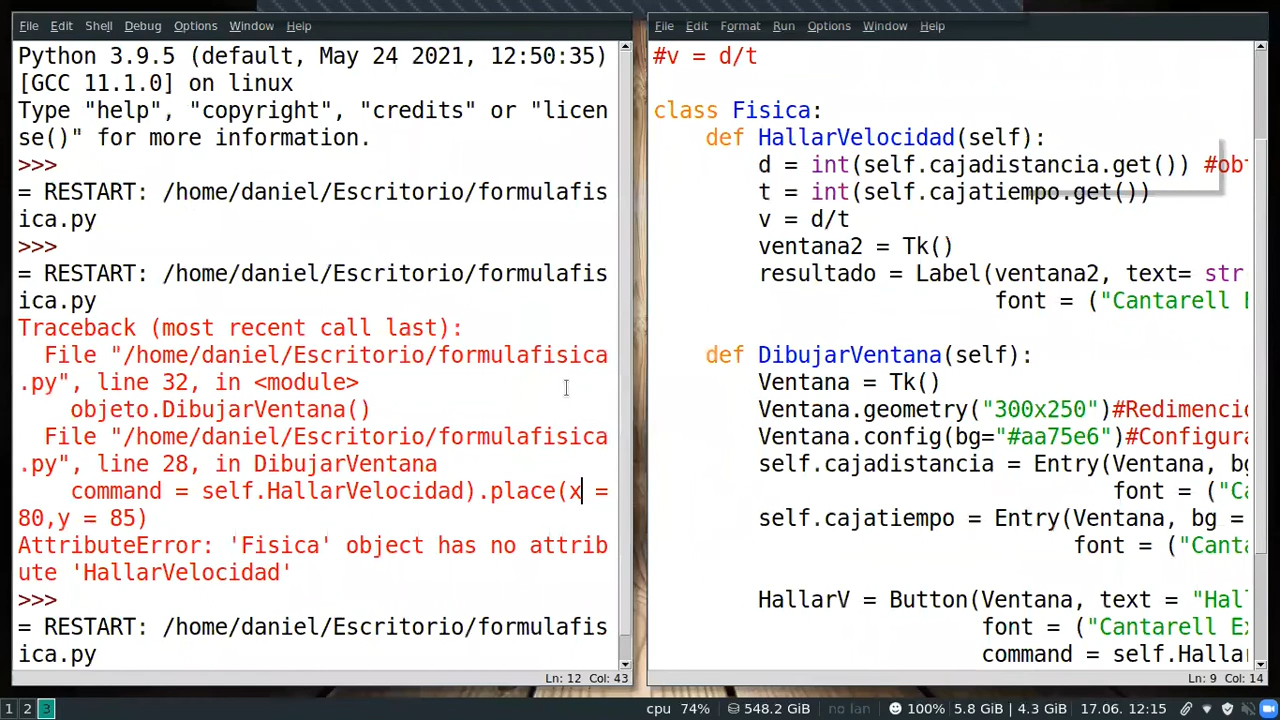 File Edit Shell Debug Options Window Help
Python 3.9.5 (default, May 24 2021, 12:50:35)
[GCC 11.1.0] on linux
Type "help", "copyright", "credits" or "licen
se()" for more information.
>>>
= RESTART: /home/daniel/Escritorio/formulafis
ica.py
>>>
= RESTART: /home/daniel/Escritorio/formulafis
ica.py
Traceback (most recent call last):
File "/home/daniel/Escritorio/formulafisica
.py", line 32, in <module>
objeto.DibujarVentana()
File "/home/daniel/Escritorio/formulafisica
.py", line 28, in DibujarVentana
command = self.HallarVelocidad).place(x =
80,y = 85)
AttributeError: 'Fisica' object has no attrib
ute 'HallarVelocidad'
>>>
= RESTART: /home/daniel/Escritorio/formulafis
ica.py
Ln: 12 Col: 43
File Edit Format Run Options Window Help
#v = d/t
class Fisica:
def HallarVelocidad(self):
d = int(self.cajadistancia.get()) #ob
t = int(self.cajatiempo.get())
v = d/t
ventana2 = Tk()
resultado = Label(ventana2, text= str
font = ("Cantarell E
def DibujarVentana(self):
Ventana = Tk()
Ventana.geometry("300x250")#Redimencio
Ventana.config(bg="#aa75e6")#Configura
self.cajadistancia = Entry(Ventana, bg
font = ("Ca
self.cajatiempo = Entry(Ventana, bg =
font = ("Canta
HallarV = Button(Ventana, text = "Hal
font = ("Cantarell Ex
command = self.Hallar
Ln: 9 Col: 14
1 2 3 cpu 74% 548.2 GiB no lan 100% 5.8 GiB | 4.3 GiB 17.06. 12:15